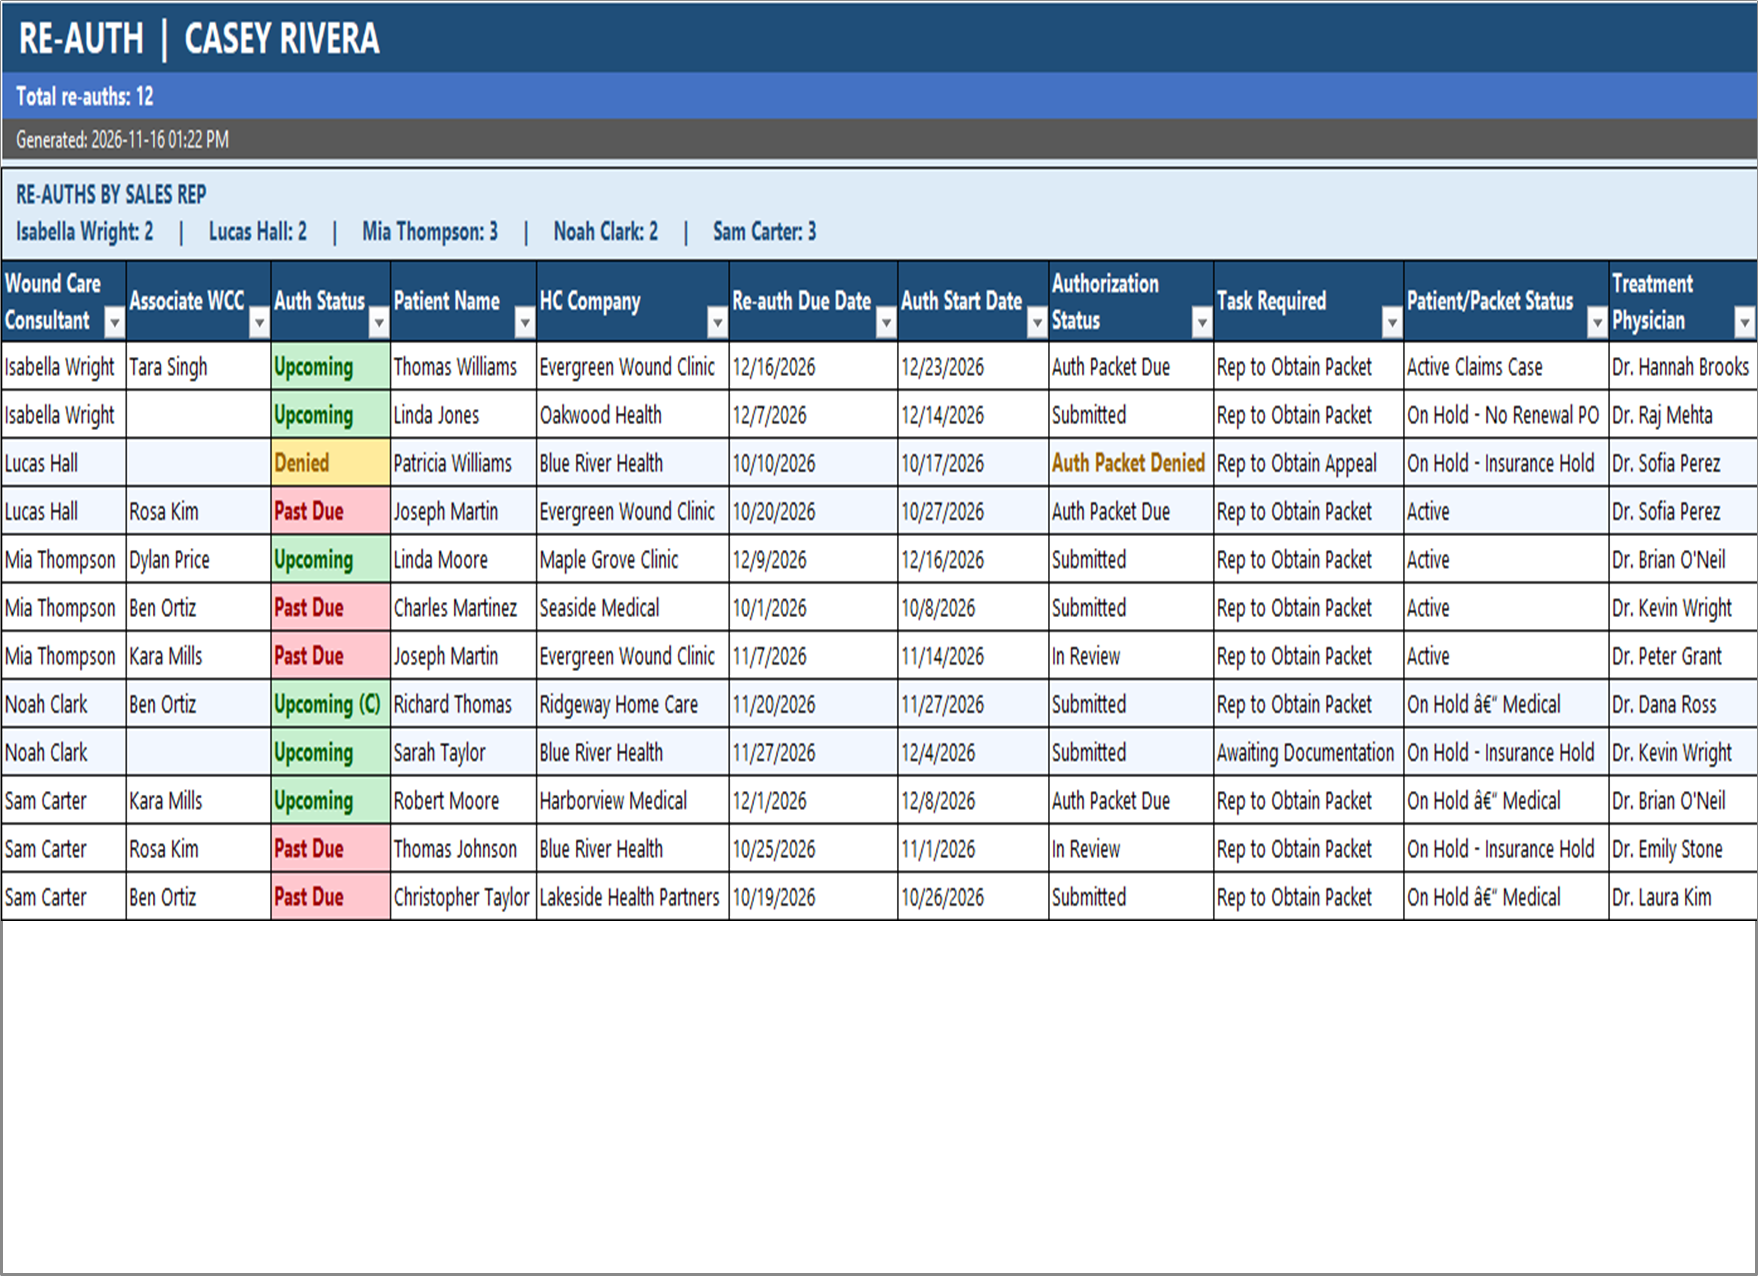 RE-AUTH | CASEY RIVERA
Total re-auths: 12
Generated: 2026-11-16 01:22 PM
RE-AUTHS BY SALES REP
Isabella Wright: 2 | Lucas Hall: 2 | Mia Thompson: 3 | Noah Clark: 2 | Sam Carter: 3
Wound Care Consultant Associate WCC Auth Status Patient Name HC Company Re-auth Due Date Auth Start Date Authorization Status Task Required Patient/Packet Status Treatment Physician
Isabella Wright Tara Singh Upcoming Thomas Williams Evergreen Wound Clinic 12/16/2026 12/23/2026 Auth Packet Due Rep to Obtain Packet Active Claims Case Dr. Hannah Brooks
Isabella Wright Upcoming Linda Jones Oakwood Health 12/7/2026 12/14/2026 Submitted Rep to Obtain Packet On Hold - No Renewal PO Dr. Raj Mehta
Lucas Hall Denied Patricia Williams Blue River Health 10/10/2026 10/17/2026 Auth Packet Denied Rep to Obtain Appeal On Hold - Insurance Hold Dr. Sofia Perez
Lucas Hall Rosa Kim Past Due Joseph Martin Evergreen Wound Clinic 10/20/2026 10/27/2026 Auth Packet Due Rep to Obtain Packet Active Dr. Sofia Perez
Mia Thompson Dylan Price Upcoming Linda Moore Maple Grove Clinic 12/9/2026 12/16/2026 Submitted Rep to Obtain Packet Active Dr. Brian O'Neil
Mia Thompson Ben Ortiz Past Due Charles Martinez Seaside Medical 10/1/2026 10/8/2026 Submitted Rep to Obtain Packet Active Dr. Kevin Wright
Mia Thompson Kara Mills Past Due Joseph Martin Evergreen Wound Clinic 11/7/2026 11/14/2026 In Review Rep to Obtain Packet Active Dr. Peter Grant
Noah Clark Ben Ortiz Upcoming (C) Richard Thomas Ridgeway Home Care 11/20/2026 11/27/2026 Submitted Rep to Obtain Packet On Hold â€“ Medical Dr. Dana Ross
Noah Clark Upcoming Sarah Taylor Blue River Health 11/27/2026 12/4/2026 Submitted Awaiting Documentation On Hold - Insurance Hold Dr. Kevin Wright
Sam Carter Kara Mills Upcoming Robert Moore Harborview Medical 12/1/2026 12/8/2026 Auth Packet Due Rep to Obtain Packet On Hold â€“ Medical Dr. Brian O'Neil
Sam Carter Rosa Kim Past Due Thomas Johnson Blue River Health 10/25/2026 11/1/2026 In Review Rep to Obtain Packet On Hold - Insurance Hold Dr. Emily Stone
Sam Carter Ben Ortiz Past Due Christopher Taylor Lakeside Health Partners 10/19/2026 10/26/2026 Submitted Rep to Obtain Packet On Hold â€“ Medical Dr. Laura Kim